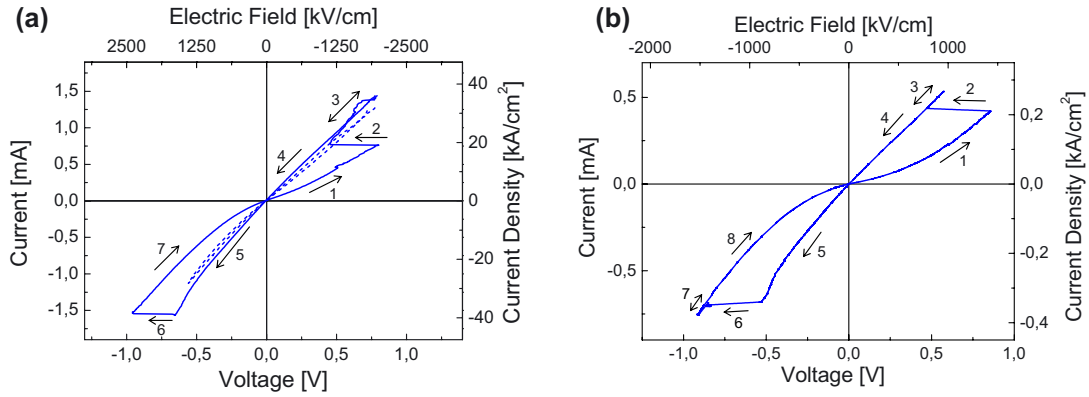 (a)
Electric Field [kV/cm]
2500 1250 0 -1250 -2500
1,5
1,0
0,5
0,0
-0,5
-1,0
-1,5
Current [mA]
40
20
0
-20
-40
Current Density [kA/cm²]
3
2
4
1
7
5
6
-1,0 -0,5 0,0 0,5 1,0
Voltage [V]
(b)
Electric Field [kV/cm]
-2000 -1000 0 1000
0,5
0,0
-0,5
Current [mA]
0,2
0,0
-0,2
-0,4
Current Density [kA/cm²]
3
2
4
1
8
5
7
6
-1,0 -0,5 0,0 0,5 1,0
Voltage [V]